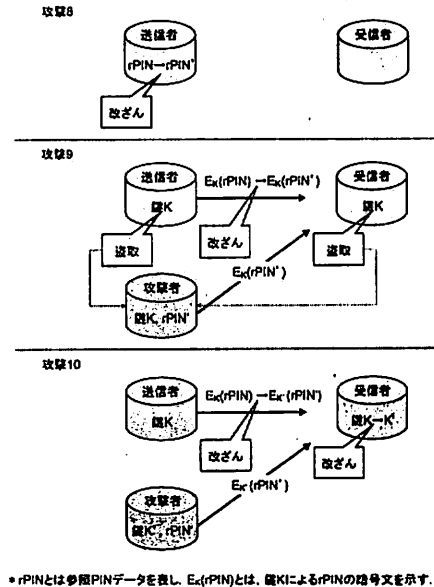 攻撃8
送信者
受信者
rPIN→rPIN'
改ざん
攻撃9
送信者
EK(rPIN)→EK(rPIN')
受信者
鍵K
鍵K
盗取
改ざん
盗取
攻撃者
EK(rPIN')
鍵K, rPIN'
攻撃10
送信者
EK(rPIN)→EK'(rPIN')
受信者
鍵K
鍵K→K'
改ざん
改ざん
攻撃者
EK'(rPIN')
鍵K', rPIN'
*rPINとは参照PINデータを表し、EK(rPIN)とは、鍵KによるrPINの暗号文を示す.